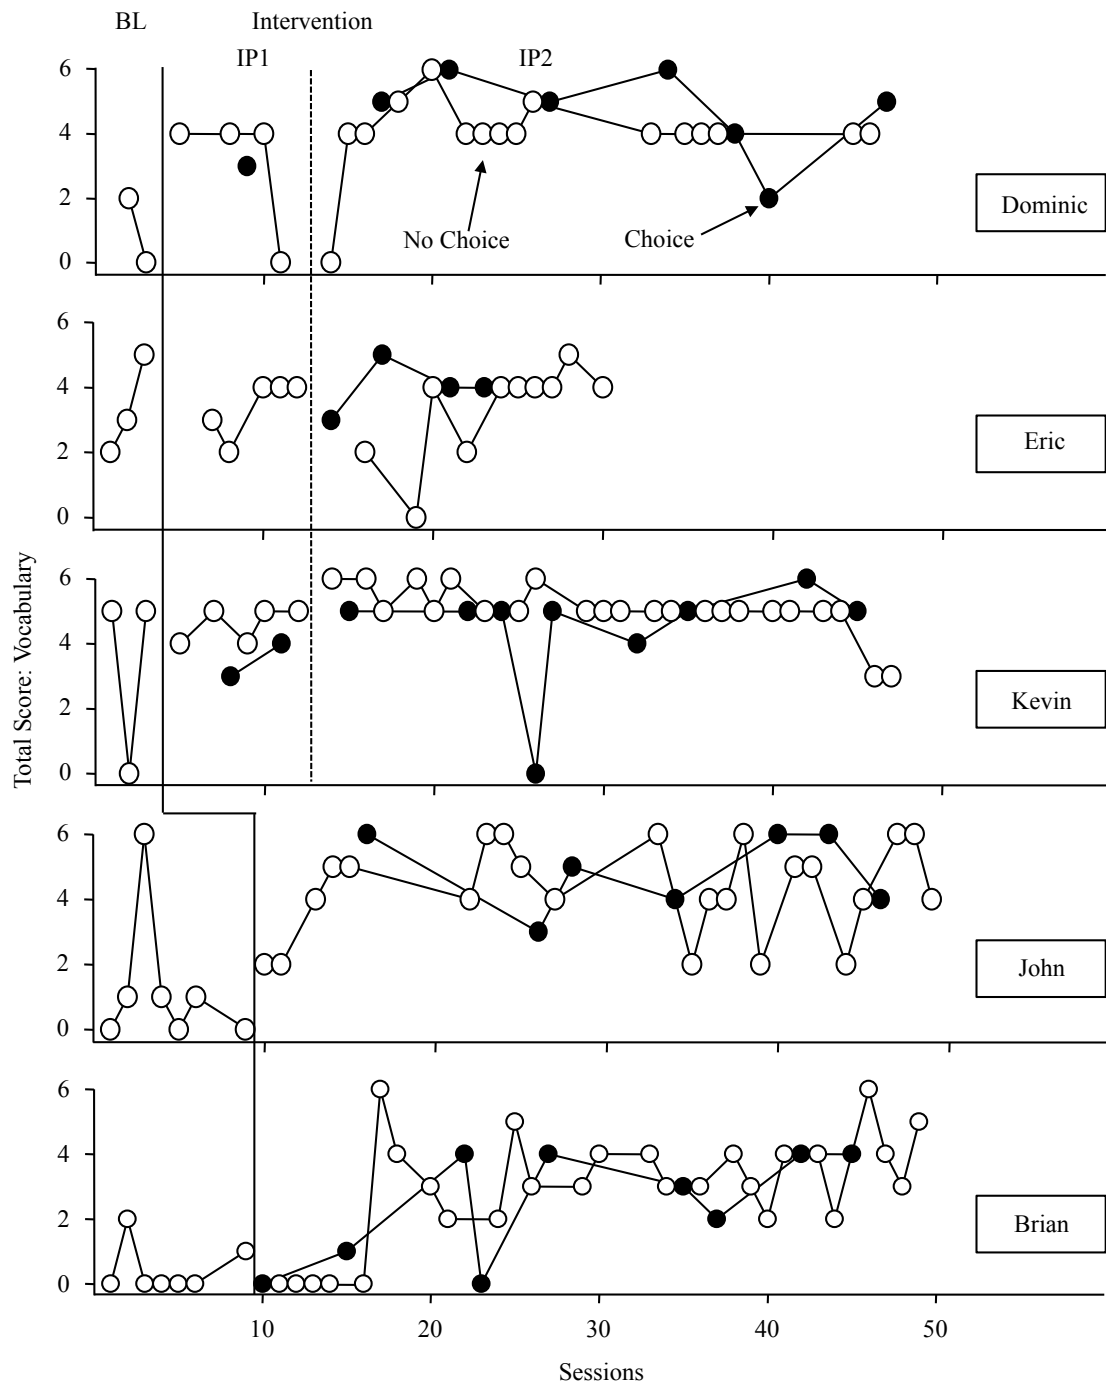 BL Intervention
IP1 IP2
6
4
2
0
No Choice
Choice
Dominic
6
4
2
0
Eric
Total Score: Vocabulary
6
4
2
0
Kevin
6
4
2
0
John
6
4
2
0
Brian
10 20 30 40 50
Sessions